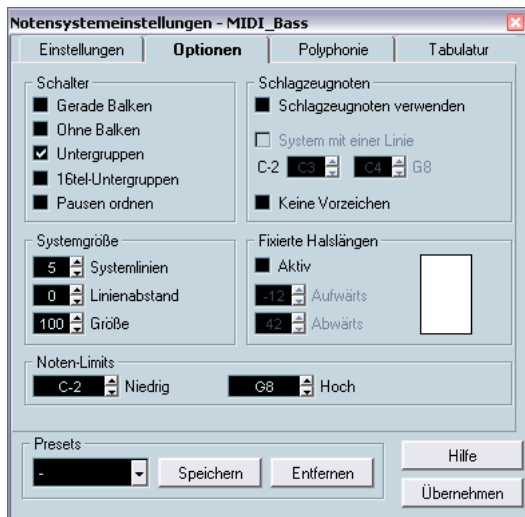 Notensystemeinstellungen - MIDI_Bass
Einstellungen Optionen Polyphonie Tabulatur
Schalter
Gerade Balken
Ohne Balken
Untergruppen
16tel-Untergruppen
Pausen ordnen
Schlagzeugnoten
Schlagzeugnoten verwenden
System mit einer Linie
C-2 C3 C4 G8
Keine Vorzeichen
Systemgröße
5 Systemlinien
0 Linienabstand
100 Größe
Fixierte Halslängen
Aktiv
-12 Aufwärts
42 Abwärts
Noten-Limits
C-2 Niedrig G8 Hoch
Presets
- Speichern Entfernen
Hilfe
Übernehmen